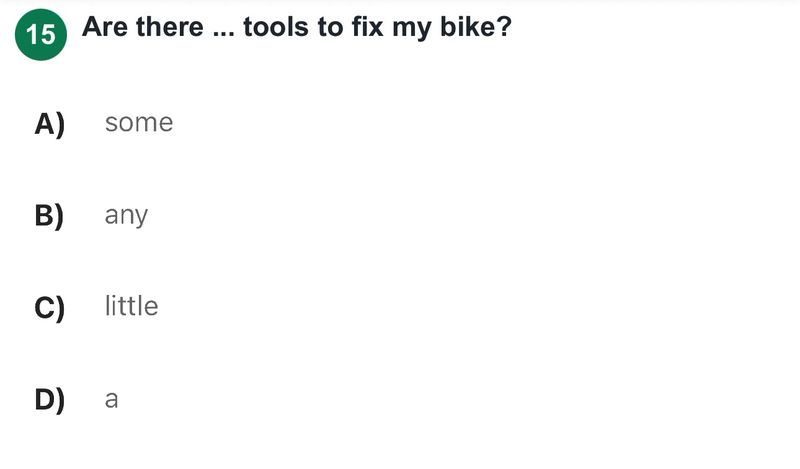 15 Are there ... tools to fix my bike?
A) some
B) any
C) little
D) a